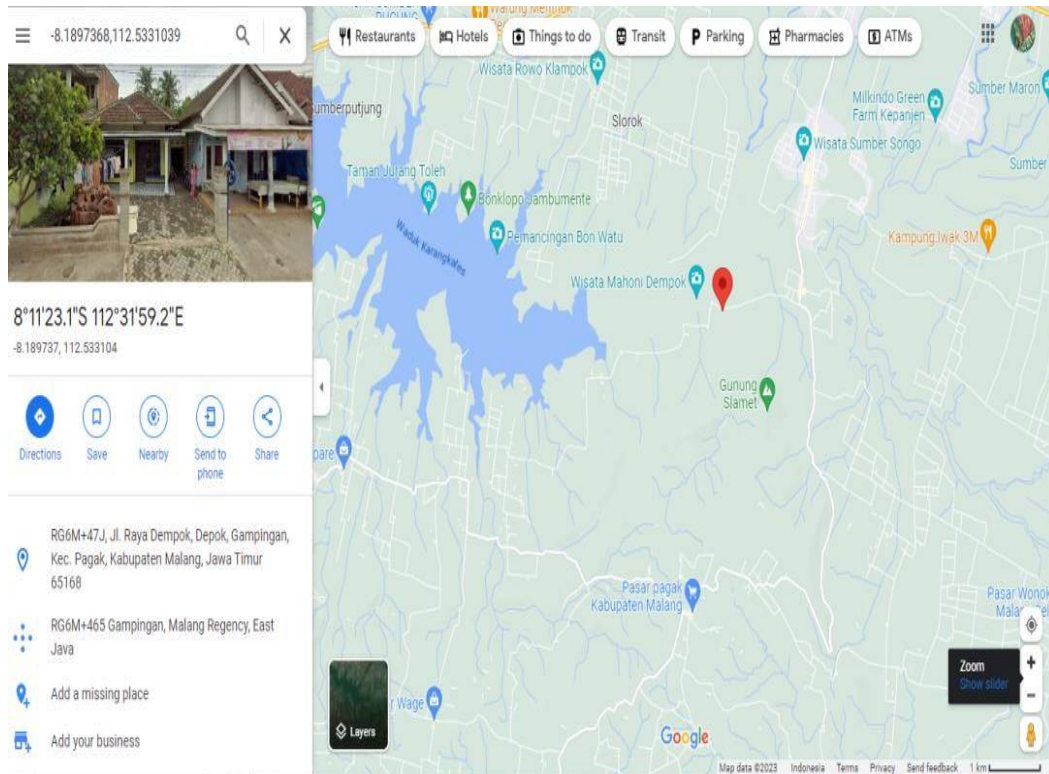 -8.1897368,112.5331039
8°11'23.1"S 112°31'59.2"E
-8.189737, 112.533104
Directions
Save
Nearby
Send to
phone
Share
RG6M+47J, Jl. Raya Dempok, Depok, Gampingan,
Kec. Pagak, Kabupaten Malang, Jawa Timur
65168
RG6M+465 Gampingan, Malang Regency, East
Java
Add a missing place
Add your business
Restaurants
Hotels
Things to do
Transit
Parking
Pharmacies
ATMs
Wisata Rowo Klampok
Sumberputjung
Slorok
Milkindo Green
Farm Kepanjen
Sumber Maron
Wisata Sumber Songo
Sumber
Taman Jurang Toleh
Bonklopo Jambumente
Waduk Karangkates
Pemancingan Bon Watu
Kampung Iwak 3M
Wisata Mahoni Dempok
Gunung
Slamet
pare
Pasar pagak
Kabupaten Malang
Pasar Wonok
r Wage
Layers
Zoom
Show slider
Google
Map data ©2023
Indonesia
Terms
Privacy
Send feedback
1 km